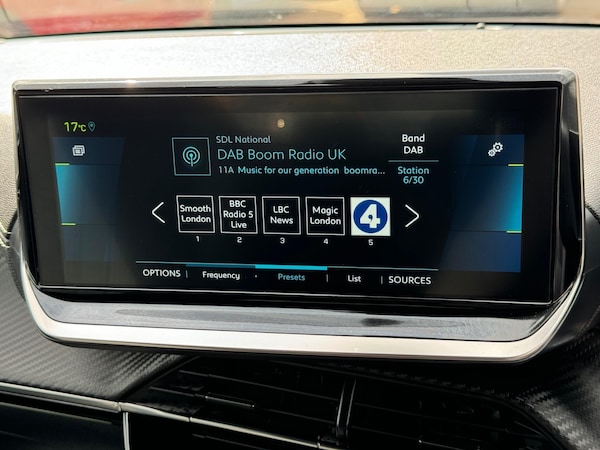 17°C
SDL National
DAB Boom Radio UK
11A Music for our generation boomra...
Band
DAB
Station
6/30
Smooth
London
BBC
Radio 5
Live
LBC
News
Magic
London
4
1 2 3 4 5
OPTIONS Frequency Presets List SOURCES